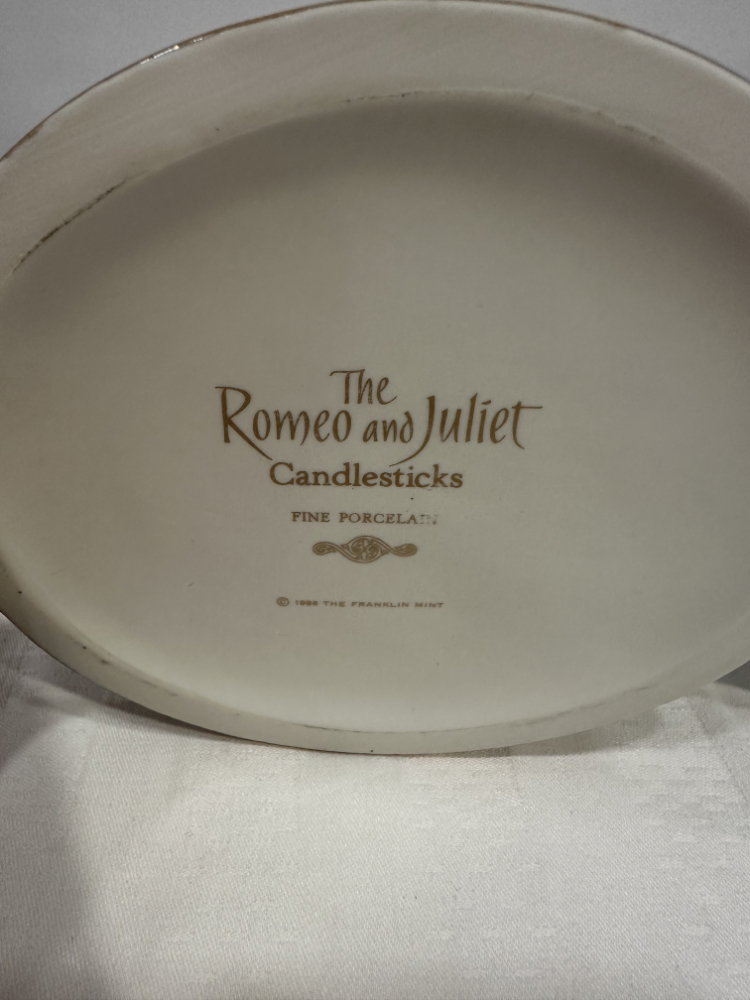 The
Romeo and Juliet
Candlesticks
FINE PORCELAIN
© THE FRANKLIN MINT